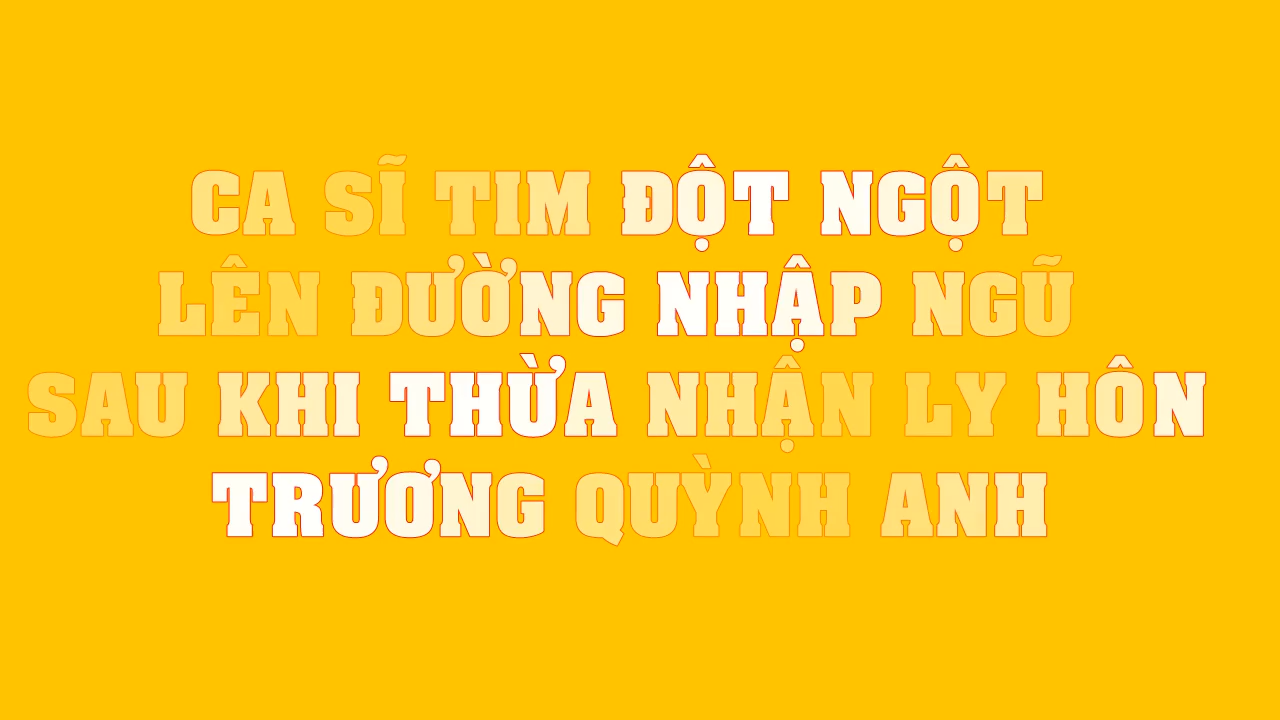 CA SĨ TIM ĐỘT NGỘT
LÊN ĐƯỜNG NHẬP NGŨ
SAU KHI THỪA NHẬN LY HÔN
TRƯƠNG QUỲNH ANH